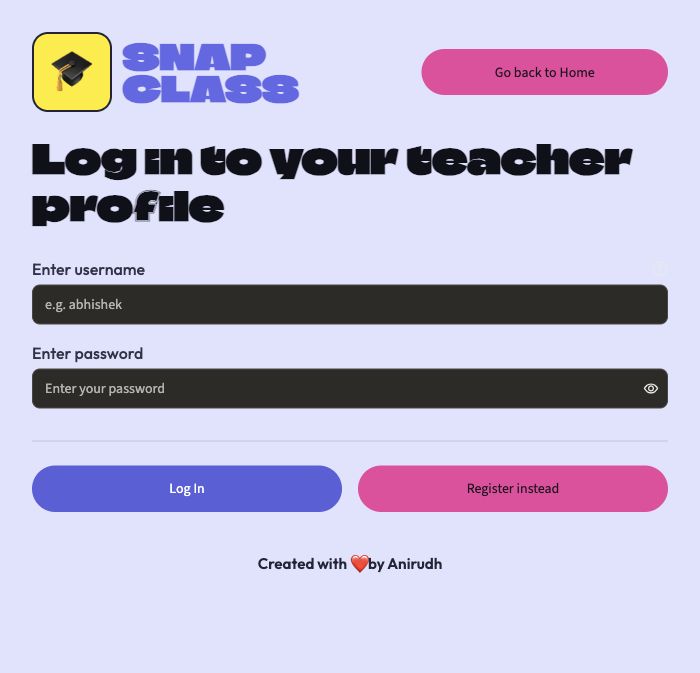 SNAP
CLASS
Go back to Home
Log in to your teacher
profile
Enter username
e.g. abhishek
Enter password
Enter your password
Log In
Register instead
Created with ❤️by Anirudh